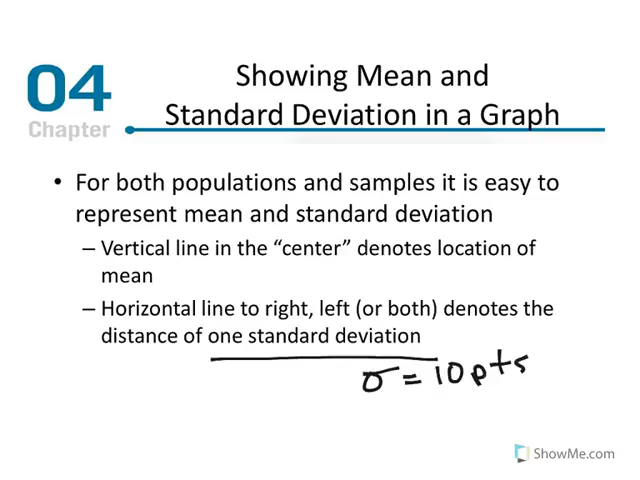 04
Chapter
Showing Mean and
Standard Deviation in a Graph
• For both populations and samples it is easy to
represent mean and standard deviation
– Vertical line in the “center” denotes location of
mean
– Horizontal line to right, left (or both) denotes the
distance of one standard deviation
σ = 10 pts
ShowMe.com